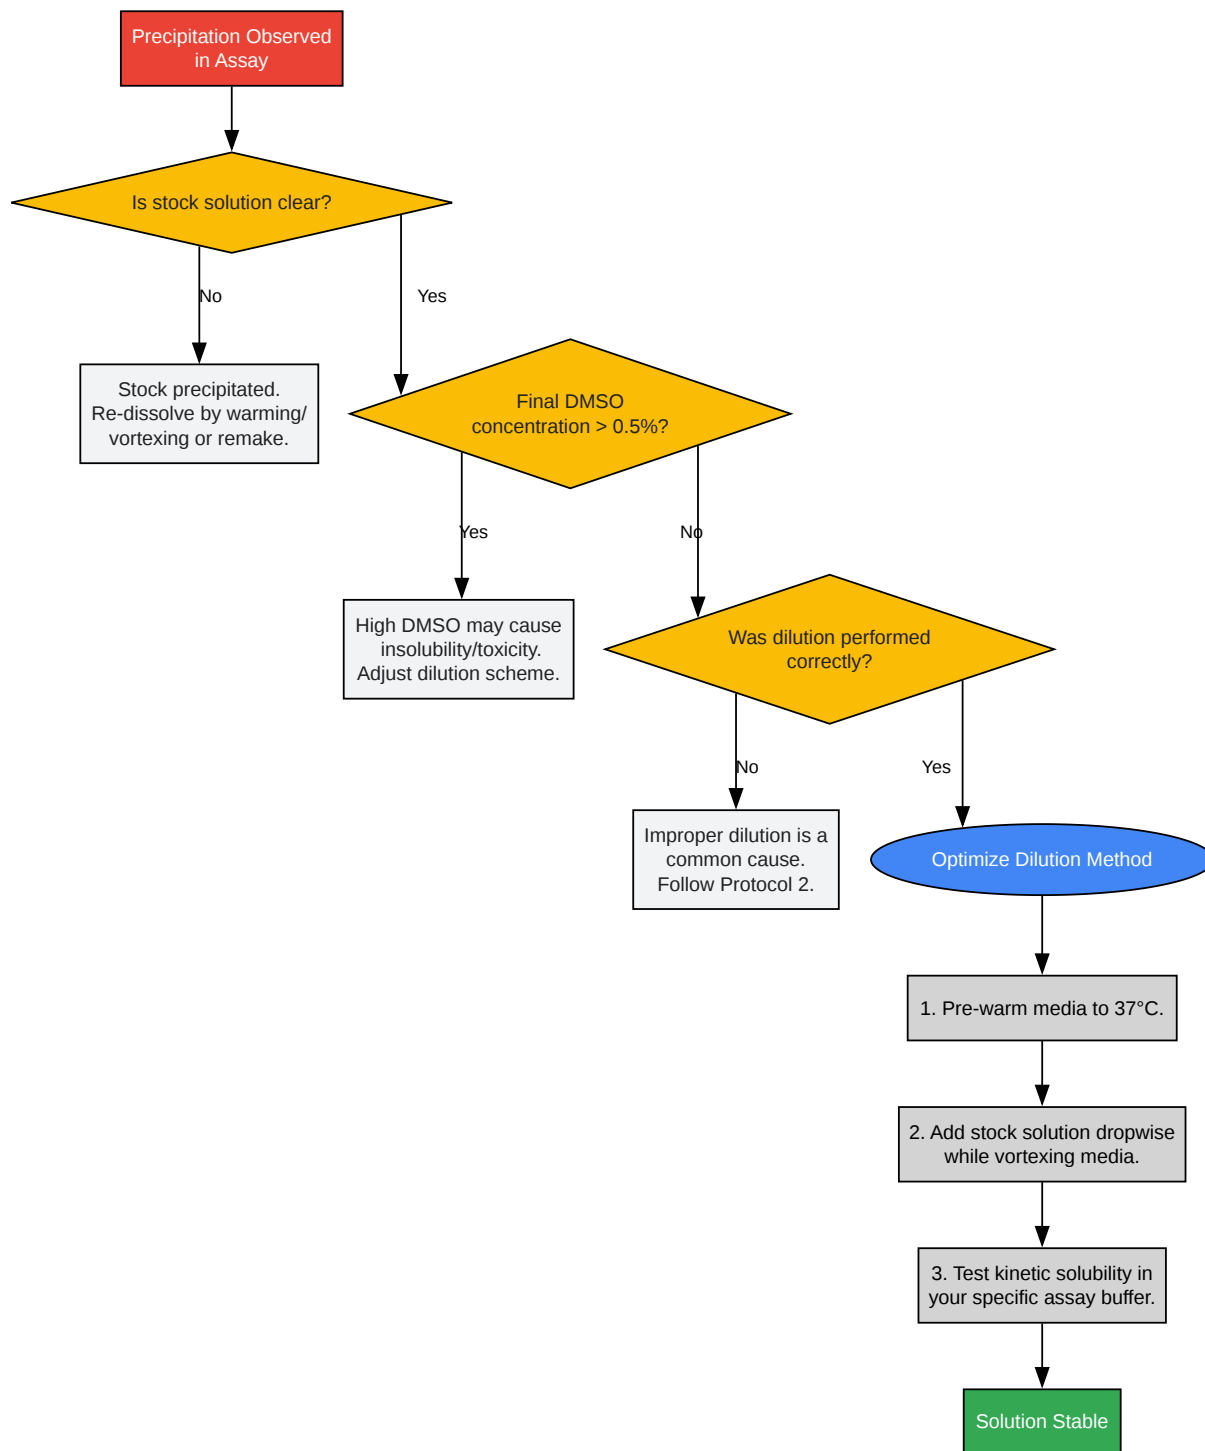 Precipitation Observed
in Assay
Is stock solution clear?
No
Yes
Stock precipitated.
Re-dissolve by warming/
vortexing or remake.
Final DMSO
concentration > 0.5%?
Yes
No
High DMSO may cause
insolubility/toxicity.
Adjust dilution scheme.
Was dilution performed
correctly?
No
Yes
Improper dilution is a
common cause.
Follow Protocol 2.
Optimize Dilution Method
1. Pre-warm media to 37°C.
2. Add stock solution dropwise
while vortexing media.
3. Test kinetic solubility in
your specific assay buffer.
Solution Stable